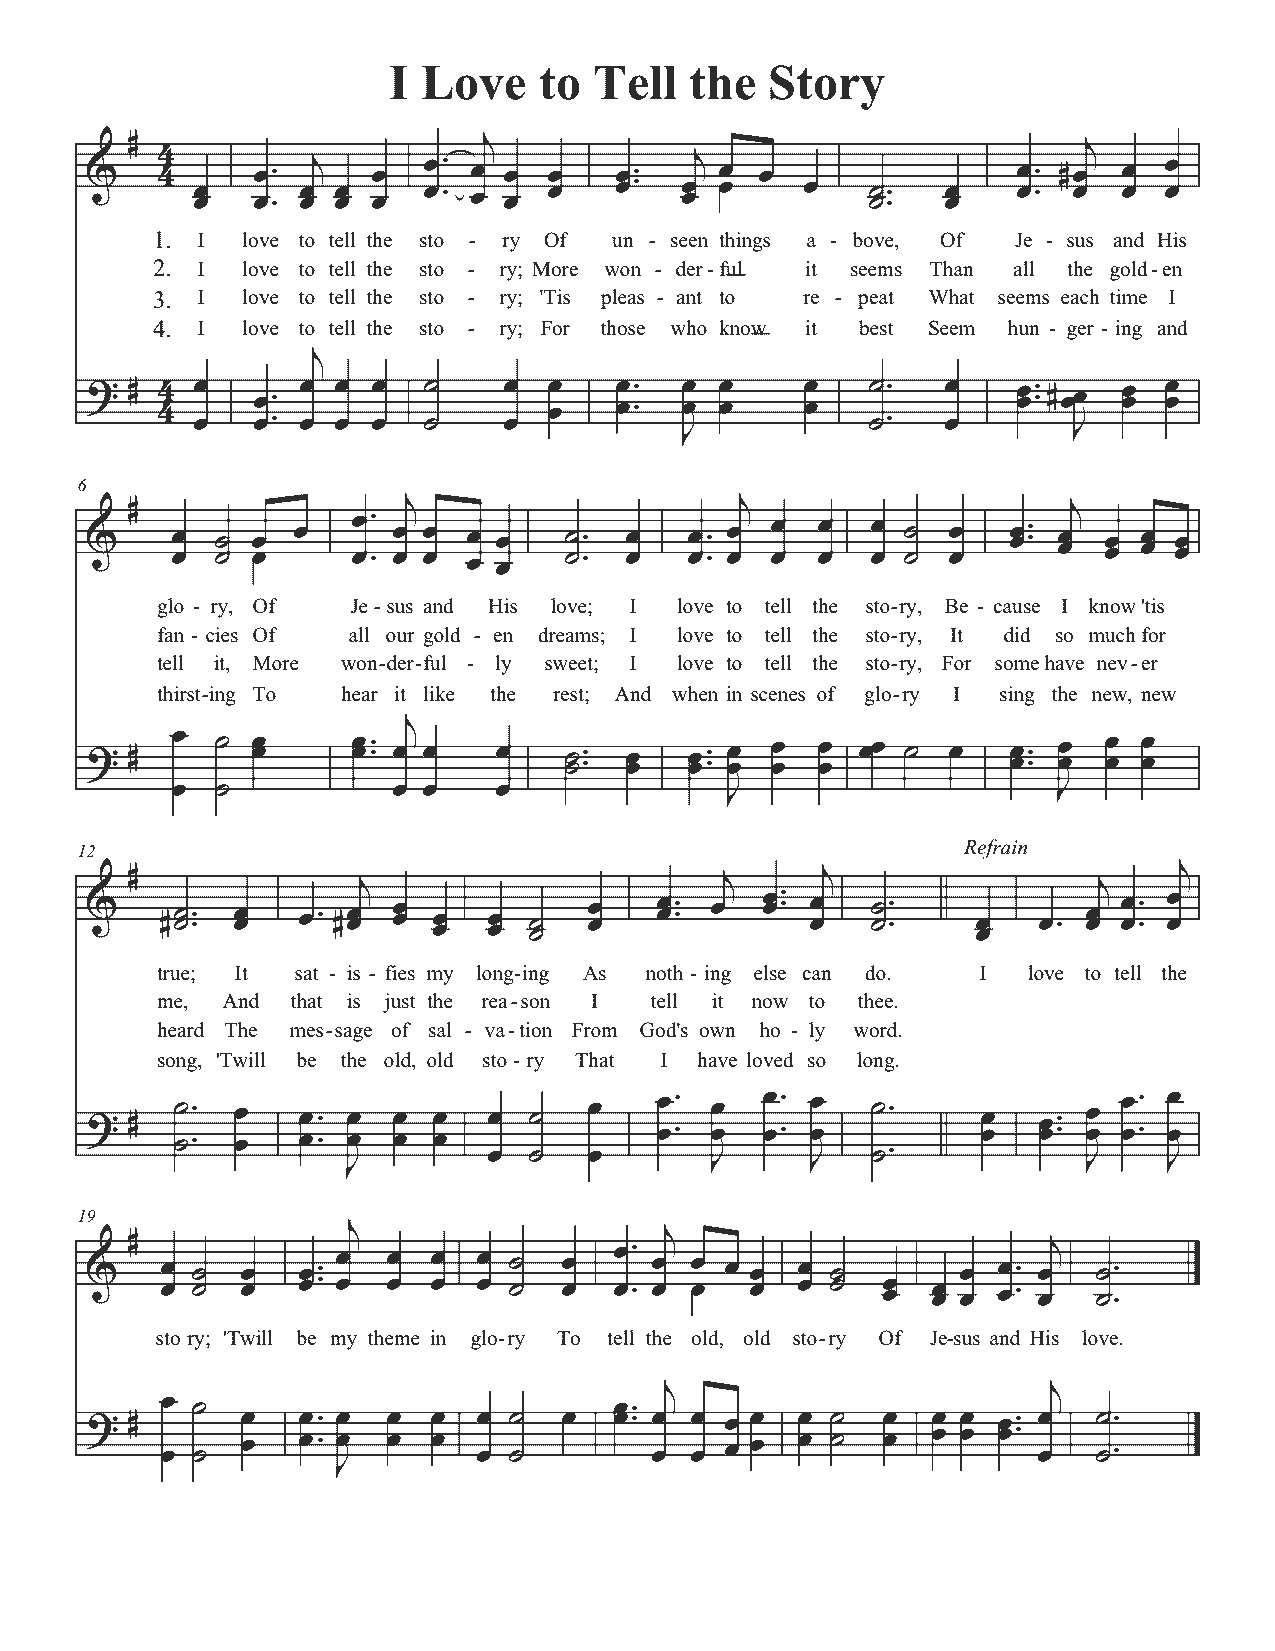 I Love to Tell the Story
1. I love to tell the sto - ry Of un - seen things a - bove, Of Je - sus and His
2. I love to tell the sto - ry; More won - der - ful it seems Than all the gold - en
3. I love to tell the sto - ry; 'Tis pleas - ant to re - peat What seems each time I
4. I love to tell the sto - ry; For those who know it best Seem hun - ger - ing and
6
glo - ry, Of Je - sus and His love; I love to tell the sto-ry, Be - cause I know 'tis
fan - cies Of all our gold - en dreams; I love to tell the sto-ry, It did so much for
tell it, More won-der-ful - ly sweet; I love to tell the sto-ry, For some have nev - er
thirst-ing To hear it like the rest; And when in scenes of glo-ry I sing the new, new
12
Refrain
true; It sat - is - fies my long-ing As noth - ing else can do. I love to tell the
me, And that is just the rea - son I tell it now to thee.
heard The mes-sage of sal - va - tion From God's own ho - ly word.
song, 'Twill be the old, old sto - ry That I have loved so long.
19
sto ry; 'Twill be my theme in glo-ry To tell the old, old sto-ry Of Je-sus and His love.